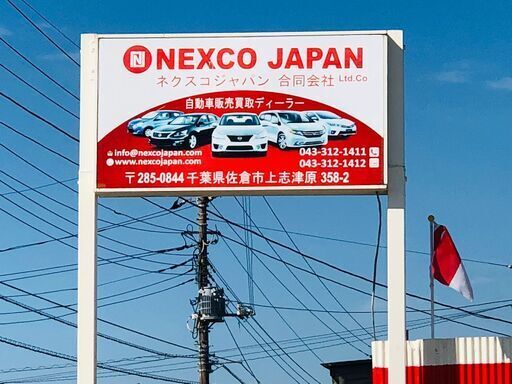 NEXCO JAPAN
ネクスコジャパン 合同会社 Ltd.Co
自動車販売買取ディーラー
info@nexcojapan.com 043-312-1411
www.nexcojapan.com 043-312-1412
〒285-0844 千葉県佐倉市上志津原 358-2